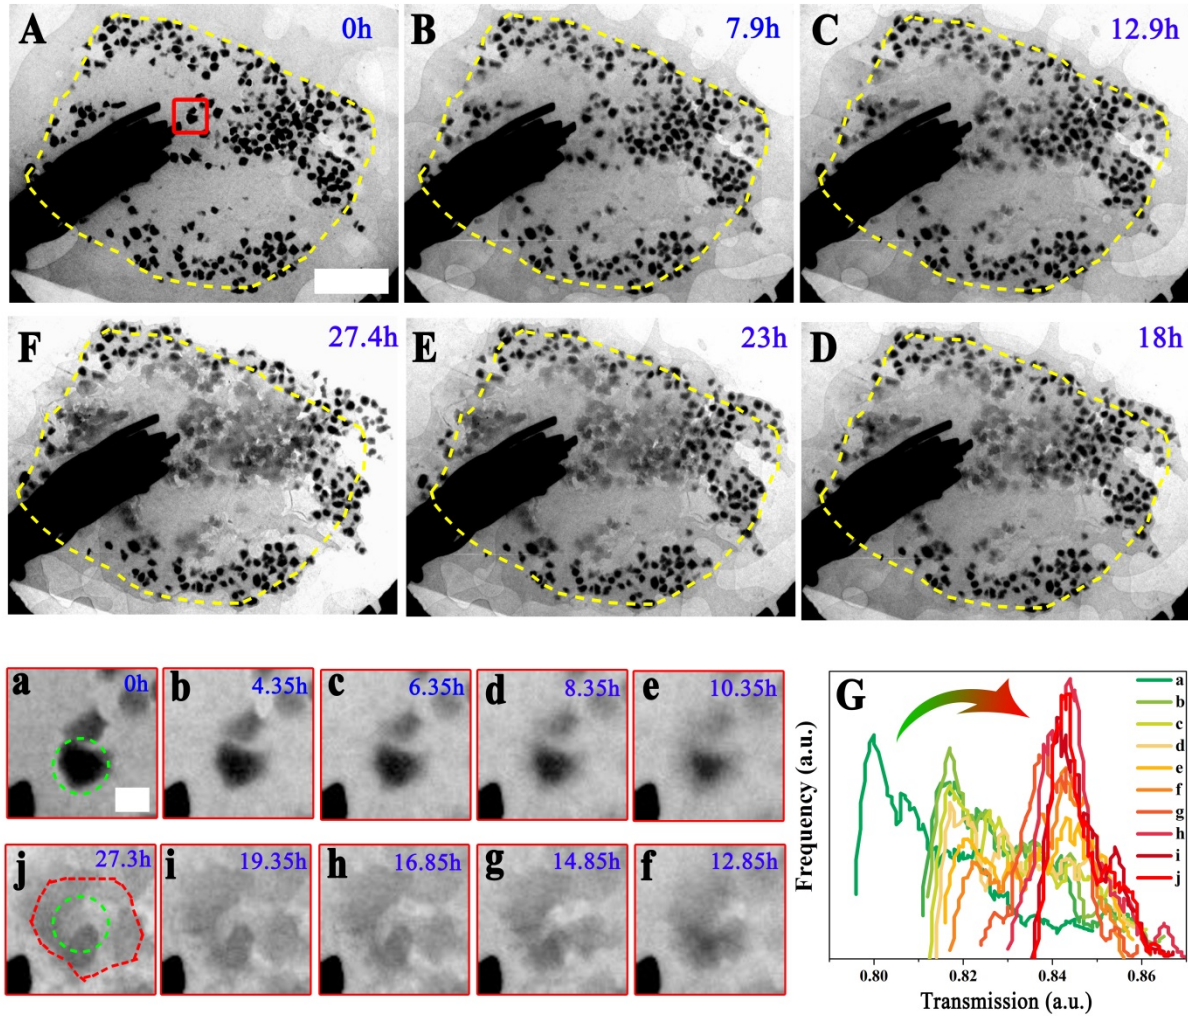 A 0h
B 7.9h
C 12.9h
F 27.4h
E 23h
D 18h
a 0h
b 4.35h
c 6.35h
d 8.35h
e 10.35h
j 27.3h
i 19.35h
h 16.85h
g 14.85h
f 12.85h
G
a
b
c
d
e
f
g
h
i
j
Frequency (a.u.)
0.80 0.82 0.84 0.86
Transmission (a.u.)